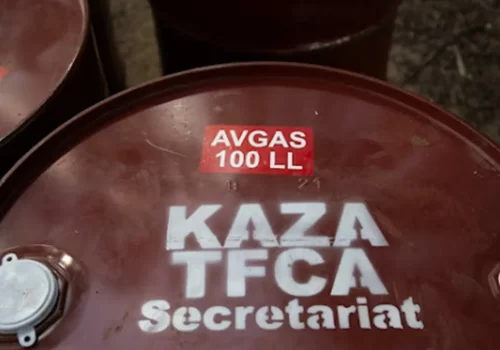 AVGAS
100 LL
KAZA
TFCA
Secretariat